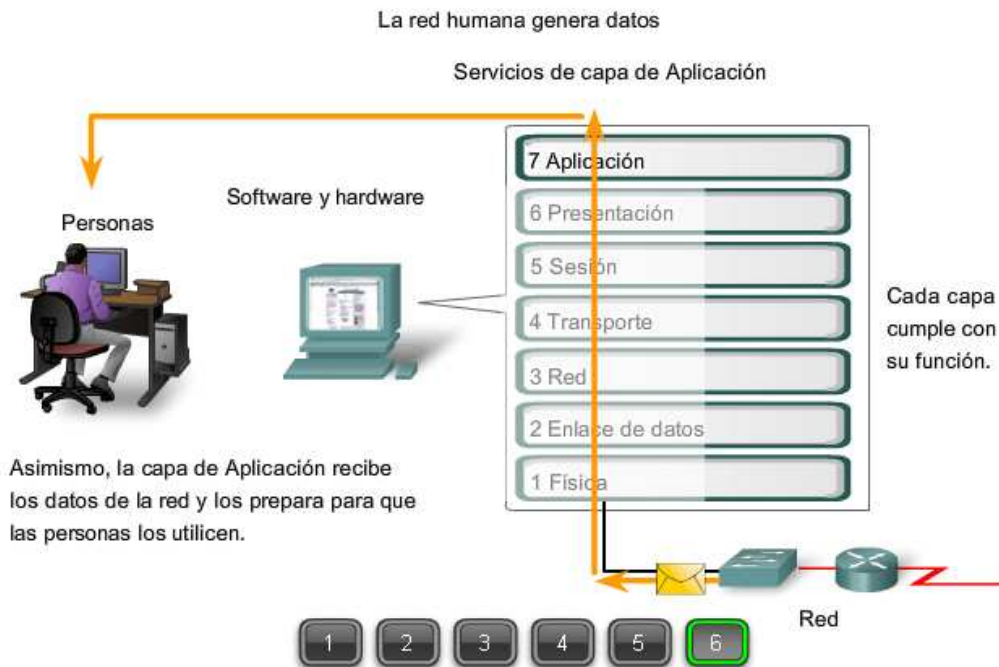 La red humana genera datos
Servicios de capa de Aplicación
7 Aplicación
6 Presentación
5 Sesión
4 Transporte
3 Red
2 Enlace de datos
1 Física
Software y hardware
Personas
Cada capa
cumple con
su función.
Asimismo, la capa de Aplicación recibe
los datos de la red y los prepara para que
las personas los utilicen.
Red
1 2 3 4 5 6